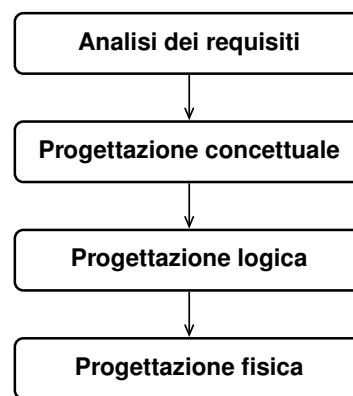 Analisi dei requisiti
Progettazione concettuale
Progettazione logica
Progettazione fisica